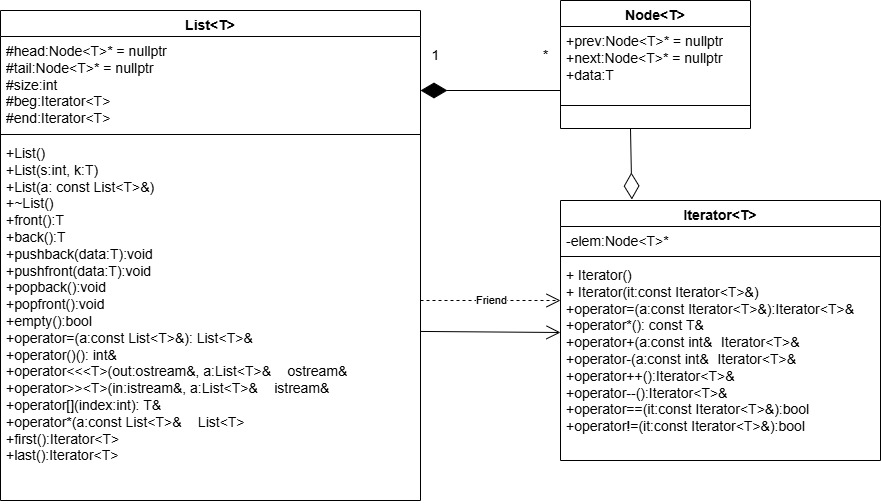 List<T>
#head:Node<T>* = nullptr
#tail:Node<T>* = nullptr
#size:int
#beg:Iterator<T>
#end:Iterator<T>
+List()
+List(s:int, k:T)
+List(a: const List<T>&)
+~List()
+front():T
+back():T
+pushback(data:T):void
+pushfront(data:T):void
+popback():void
+popfront():void
+empty():bool
+operator=(a:const List<T>&): List<T>&
+operator()(): int&
+operator<<<T>(out:ostream&, a:List<T>& ostream&
+operator>><T>(in:istream&, a:List<T>& istream&
+operator[](index:int): T&
+operator*(a:const List<T>& List<T>
+first():Iterator<T>
+last():Iterator<T>
1
*
Node<T>
+prev:Node<T>* = nullptr
+next:Node<T>* = nullptr
+data:T
Friend
Iterator<T>
-elem:Node<T>*
+ Iterator()
+ Iterator(it:const Iterator<T>&)
+operator=(a:const Iterator<T>&):Iterator<T>&
+operator*(): const T&
+operator+(a:const int& Iterator<T>&
+operator-(a:const int& Iterator<T>&
+operator++():Iterator<T>&
+operator--():Iterator<T>&
+operator==(it:const Iterator<T>&):bool
+operator!=(it:const Iterator<T>&):bool